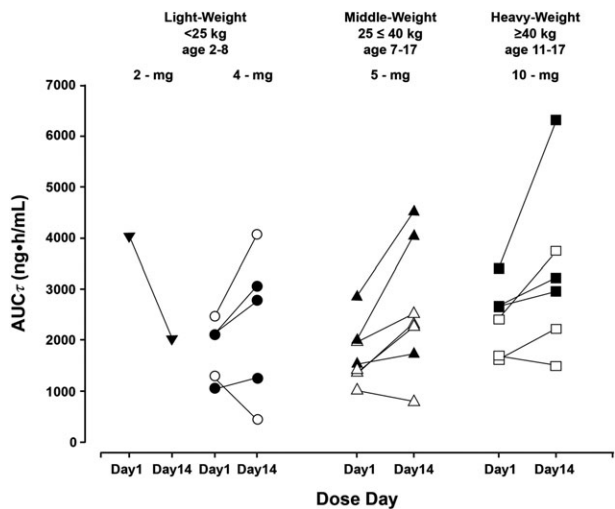 Light-Weight
<25 kg
age 2-8
Middle-Weight
25 ≤ 40 kg
age 7-17
Heavy-Weight
≥40 kg
age 11-17
2 - mg 4 - mg 5 - mg 10 - mg
7000
6000
5000
4000
3000
2000
1000
0
AUCτ (ng•h/mL)
Day1 Day14 Day1 Day14 Day1 Day14 Day1 Day14
Dose Day